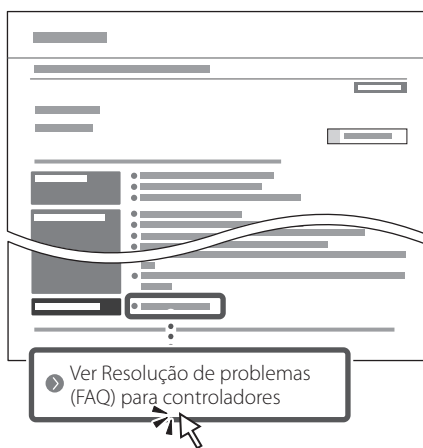 Ver Resolução de problemas
(FAQ) para controladores